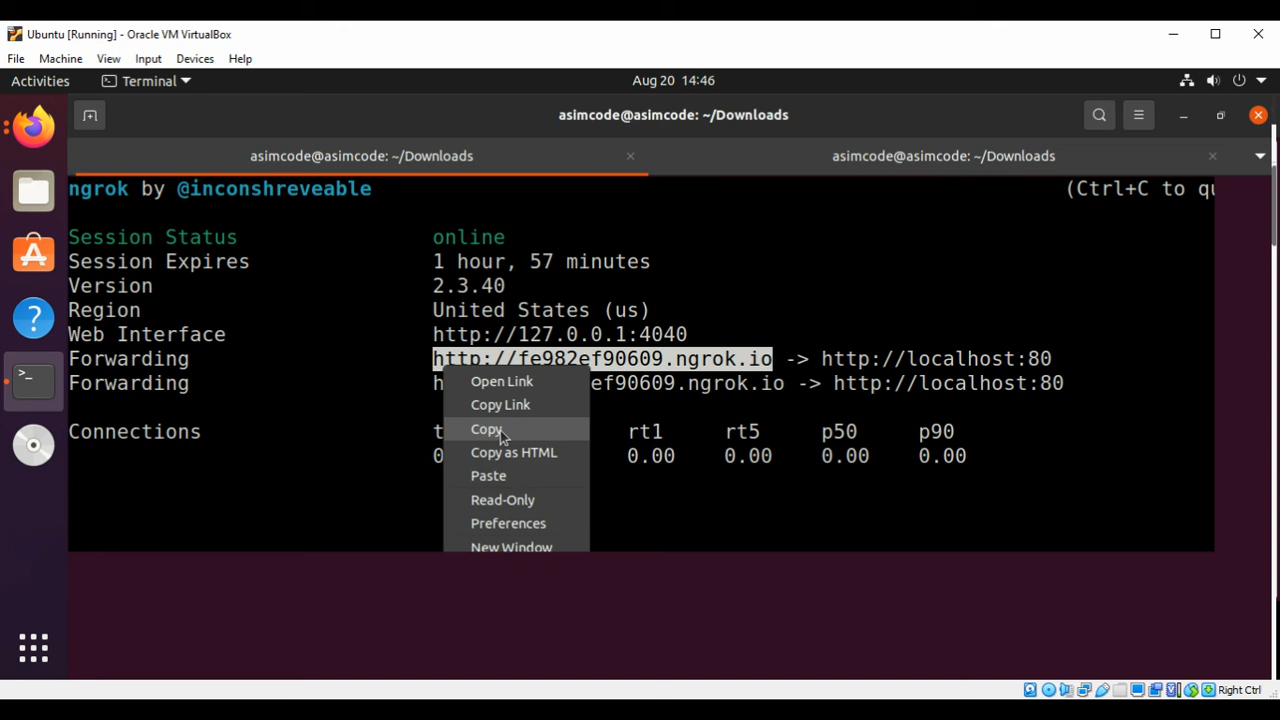 Ubuntu [Running] - Oracle VM VirtualBox
File Machine View Input Devices Help
Activities Terminal Aug 20 14:46
asimcode@asimcode: ~/Downloads
asimcode@asimcode: ~/Downloads asimcode@asimcode: ~/Downloads
ngrok by @inconshreveable (Ctrl+C to qu
Session Status online
Session Expires 1 hour, 57 minutes
Version 2.3.40
Region United States (us)
Web Interface http://127.0.0.1:4040
Forwarding http://fe982ef90609.ngrok.io -> http://localhost:80
Forwarding h ef90609.ngrok.io -> http://localhost:80
Open Link
Copy Link
Connections t rt1 rt5 p50 p90
Copy
0 0.00 0.00 0.00 0.00
Copy as HTML
Paste
Read-Only
Preferences
New Window
Right Ctrl